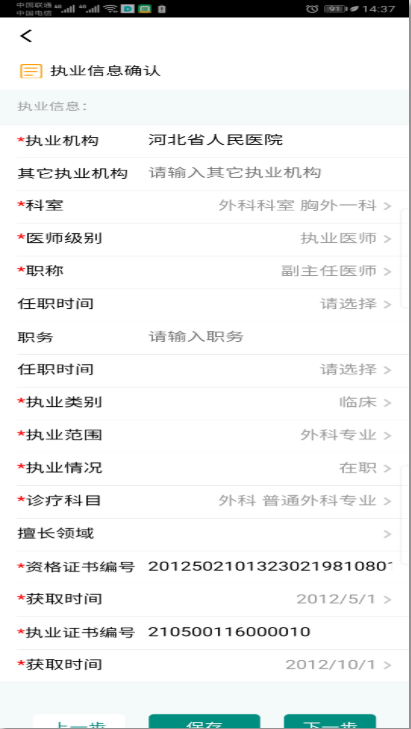 中国联通
中国电信
46
46
93
14:37
执业信息确认
执业信息:
*执业机构 河北省人民医院
其它执业机构 请输入其它执业机构
*科室 外科科室 胸外一科 >
*医师级别 执业医师 >
*职称 副主任医师 >
任职时间 请选择 >
职务 请输入职务
任职时间 请选择 >
*执业类别 临床 >
*执业范围 外科专业 >
*执业情况 在职 >
*诊疗科目 外科 普通外科专业 >
擅长领域 >
*资格证书编号 20125021013230219810801
*获取时间 2012/5/1 >
*执业证书编号 210500116000010
*获取时间 2012/10/1 >
上一步 保存 下一步